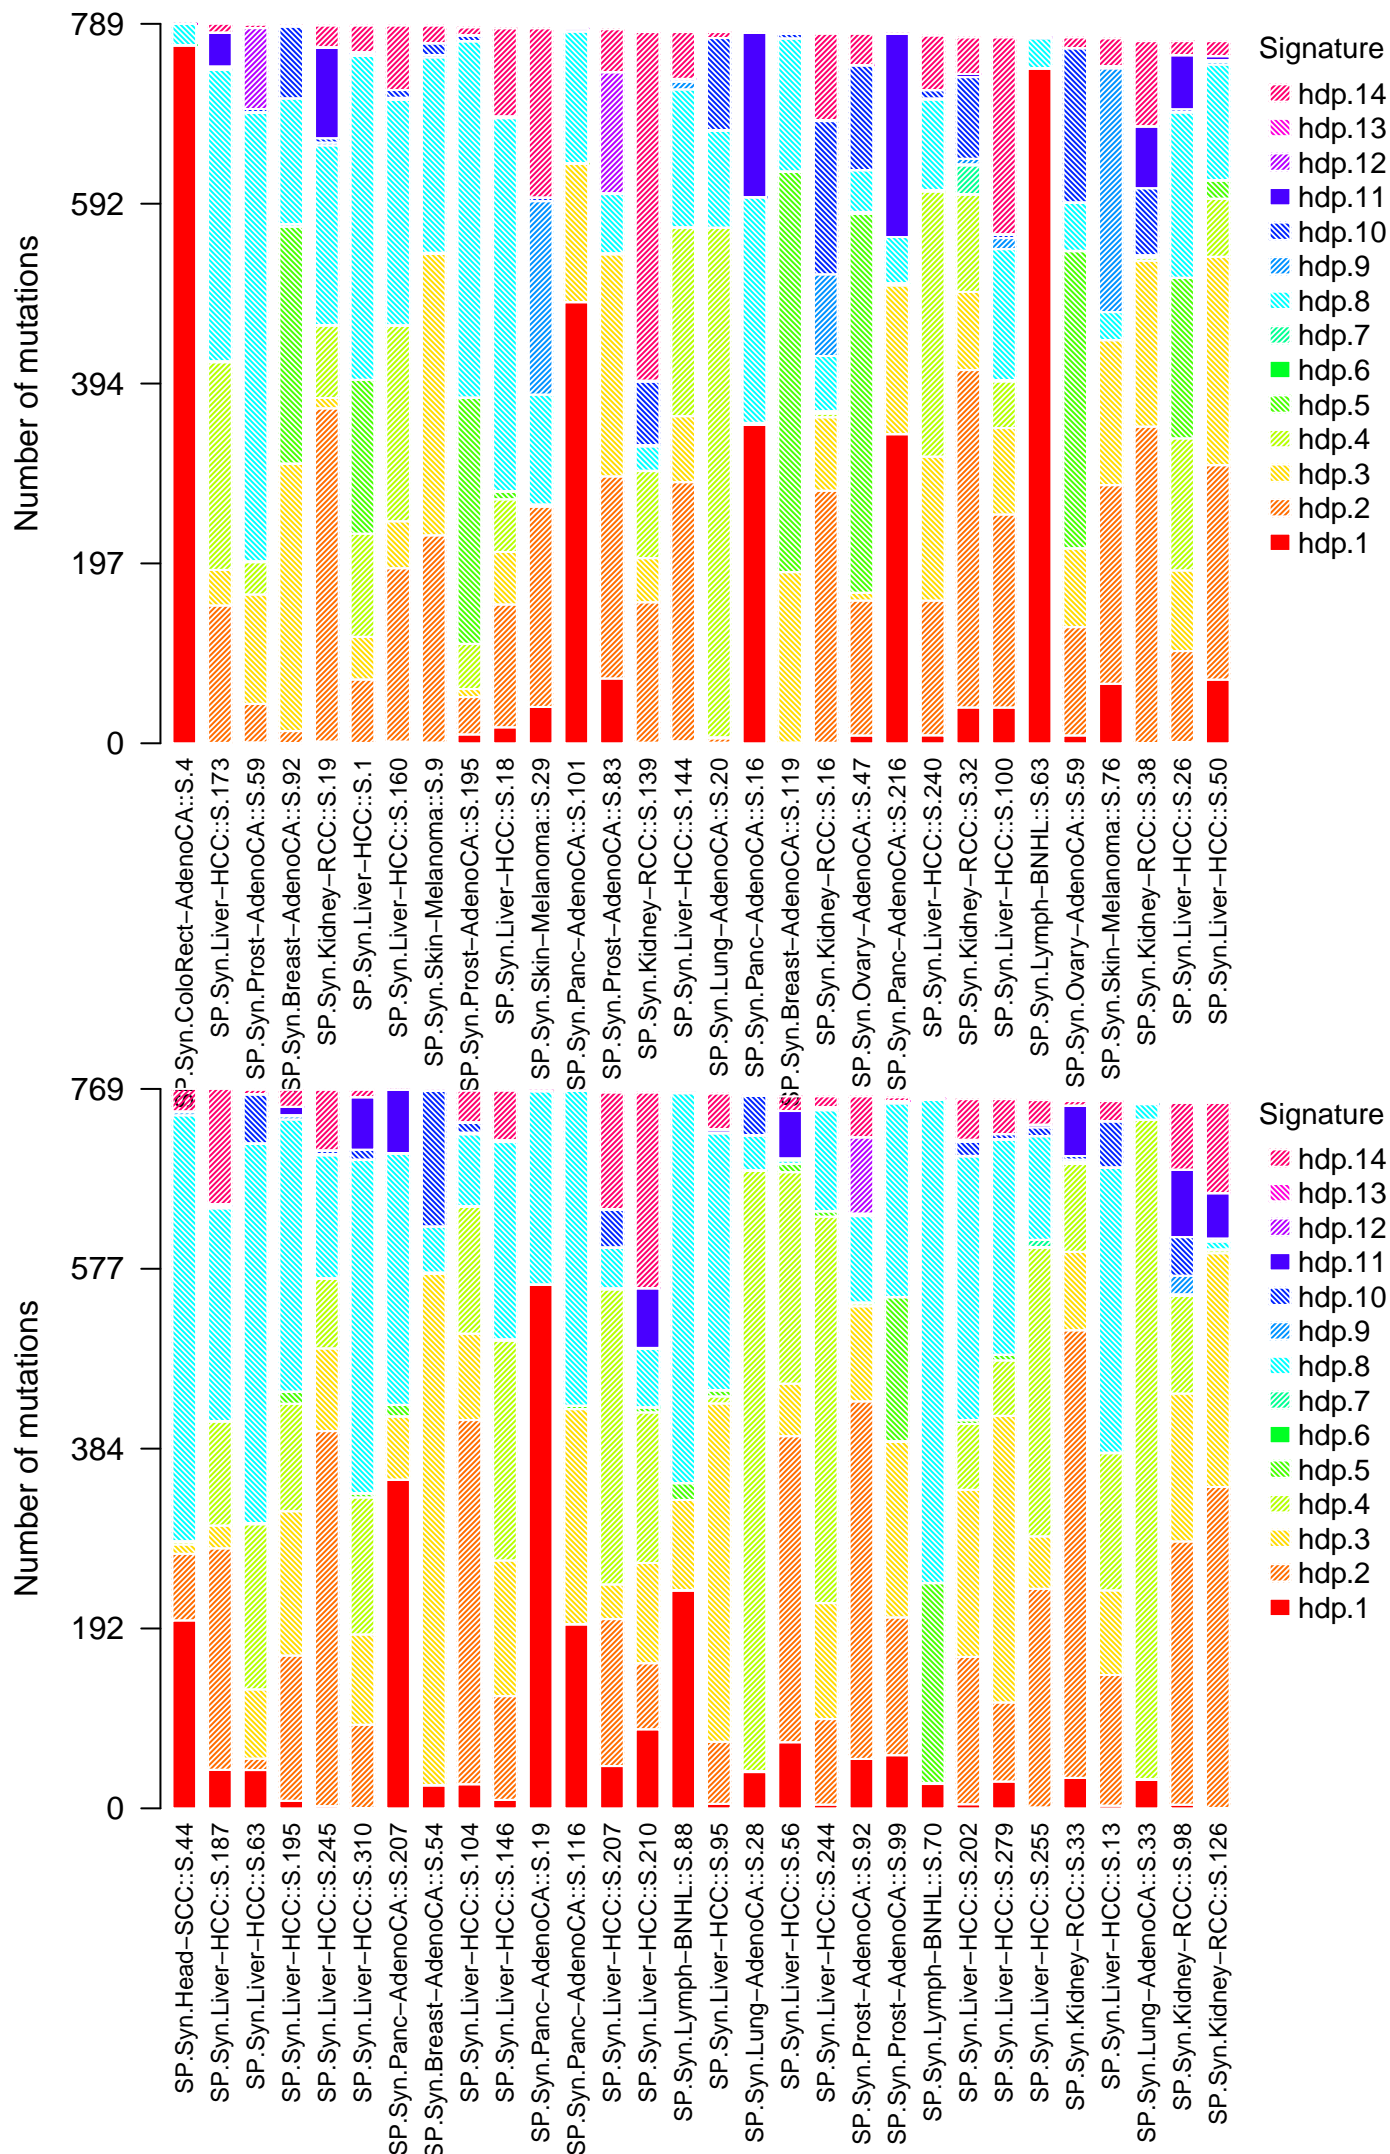 Number of mutations
789
592
394
197
0
Signature
hdp.14
hdp.13
hdp.12
hdp.11
hdp.10
hdp.9
hdp.8
hdp.7
hdp.6
hdp.5
hdp.4
hdp.3
hdp.2
hdp.1
SP.Syn.ColoRect−AdenoCA::S.4
SP.Syn.Liver−HCC::S.173
SP.Syn.Prost−AdenoCA::S.59
SP.Syn.Breast−AdenoCA::S.92
SP.Syn.Kidney−RCC::S.19
SP.Syn.Liver−HCC::S.1
SP.Syn.Liver−HCC::S.160
SP.Syn.Skin−Melanoma::S.9
SP.Syn.Prost−AdenoCA::S.195
SP.Syn.Liver−HCC::S.18
SP.Syn.Skin−Melanoma::S.29
SP.Syn.Panc−AdenoCA::S.101
SP.Syn.Prost−AdenoCA::S.83
SP.Syn.Kidney−RCC::S.139
SP.Syn.Liver−HCC::S.144
SP.Syn.Lung−AdenoCA::S.20
SP.Syn.Panc−AdenoCA::S.16
SP.Syn.Breast−AdenoCA::S.119
SP.Syn.Kidney−RCC::S.16
SP.Syn.Ovary−AdenoCA::S.47
SP.Syn.Panc−AdenoCA::S.216
SP.Syn.Liver−HCC::S.240
SP.Syn.Kidney−RCC::S.32
SP.Syn.Liver−HCC::S.100
SP.Syn.Lymph−BNHL::S.63
SP.Syn.Ovary−AdenoCA::S.59
SP.Syn.Skin−Melanoma::S.76
SP.Syn.Kidney−RCC::S.38
SP.Syn.Liver−HCC::S.26
SP.Syn.Liver−HCC::S.50
Number of mutations
769
577
384
192
0
Signature
hdp.14
hdp.13
hdp.12
hdp.11
hdp.10
hdp.9
hdp.8
hdp.7
hdp.6
hdp.5
hdp.4
hdp.3
hdp.2
hdp.1
SP.Syn.Head−SCC::S.44
SP.Syn.Liver−HCC::S.187
SP.Syn.Liver−HCC::S.63
SP.Syn.Liver−HCC::S.195
SP.Syn.Liver−HCC::S.245
SP.Syn.Liver−HCC::S.310
SP.Syn.Panc−AdenoCA::S.207
SP.Syn.Breast−AdenoCA::S.54
SP.Syn.Liver−HCC::S.104
SP.Syn.Liver−HCC::S.146
SP.Syn.Panc−AdenoCA::S.19
SP.Syn.Panc−AdenoCA::S.116
SP.Syn.Liver−HCC::S.207
SP.Syn.Liver−HCC::S.210
SP.Syn.Lymph−BNHL::S.88
SP.Syn.Liver−HCC::S.95
SP.Syn.Lung−AdenoCA::S.28
SP.Syn.Liver−HCC::S.56
SP.Syn.Liver−HCC::S.244
SP.Syn.Prost−AdenoCA::S.92
SP.Syn.Prost−AdenoCA::S.99
SP.Syn.Lymph−BNHL::S.70
SP.Syn.Liver−HCC::S.202
SP.Syn.Liver−HCC::S.279
SP.Syn.Liver−HCC::S.255
SP.Syn.Kidney−RCC::S.33
SP.Syn.Liver−HCC::S.13
SP.Syn.Lung−AdenoCA::S.33
SP.Syn.Kidney−RCC::S.98
SP.Syn.Kidney−RCC::S.126